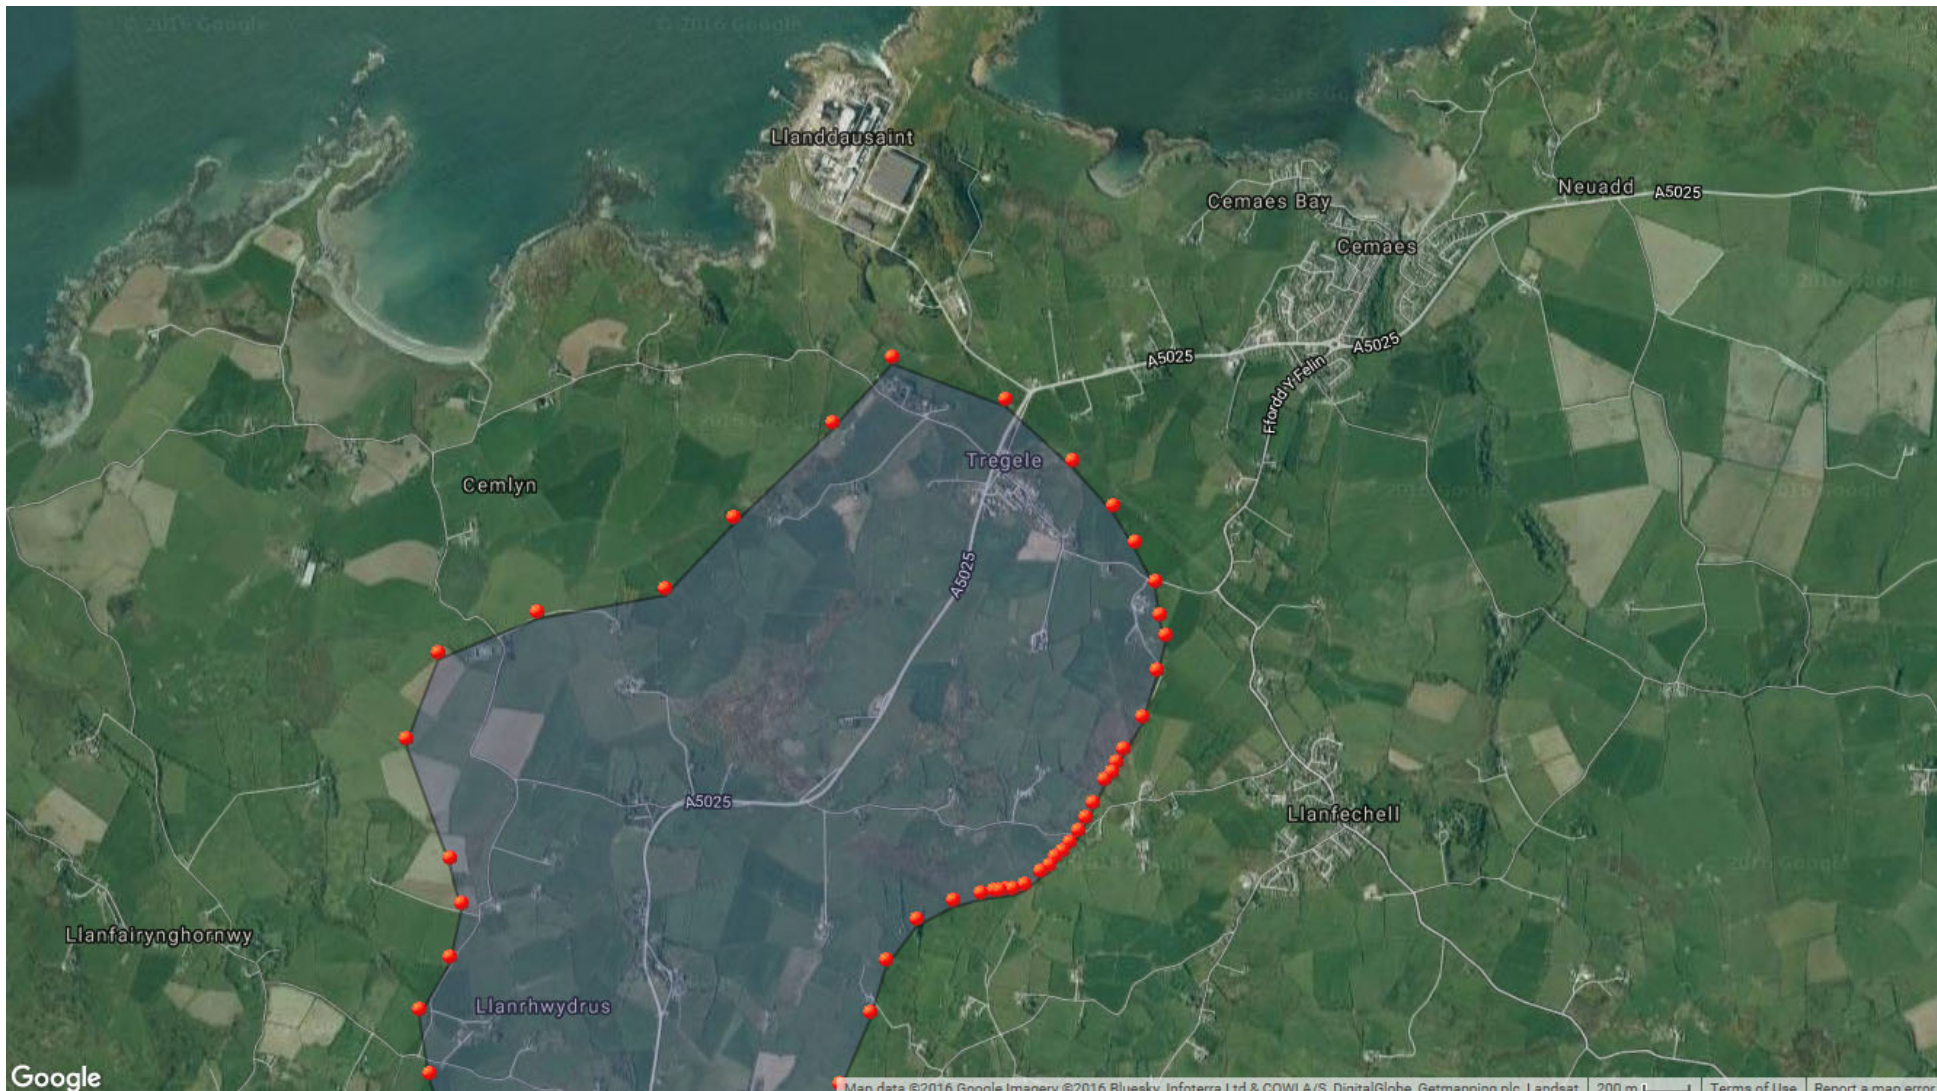 © 2016 Google
© 2016 Google
Llanddausaint
Neuadd
A5025
Cemaes Bay
Cemaes
A5025
A5025
Ffordd Y Felin
Tregele
Cemlyn
A5025
A5025
Llanfechell
Llanfairynghornwy
Llanrhwydrus
Google
Map data ©2016 Google Imagery ©2016 Bluesky, Infoterra Ltd & COWI A/S, DigitalGlobe, Getmapping plc, Landsat 200 m Terms of Use Report a map error